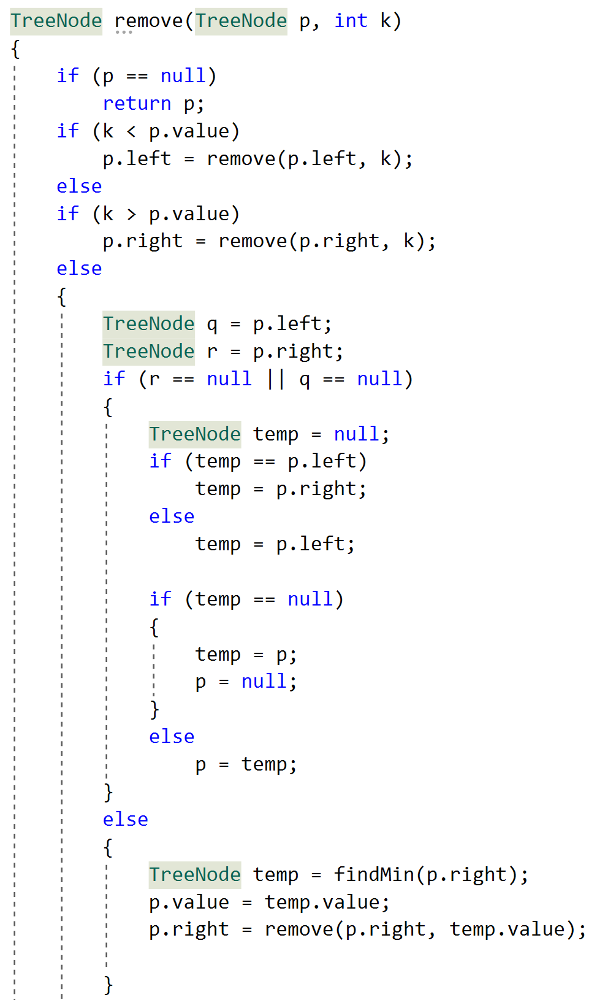 TreeNode remove(TreeNode p, int k)
{
    if (p == null)
        return p;
    if (k < p.value)
        p.left = remove(p.left, k);
    else
    if (k > p.value)
        p.right = remove(p.right, k);
    else
    {
        TreeNode q = p.left;
        TreeNode r = p.right;
        if (r == null || q == null)
        {
            TreeNode temp = null;
            if (temp == p.left)
                temp = p.right;
            else
                temp = p.left;

            if (temp == null)
            {
                temp = p;
                p = null;
            }
            else
                p = temp;
        }
        else
        {
            TreeNode temp = findMin(p.right);
            p.value = temp.value;
            p.right = remove(p.right, temp.value);

        }